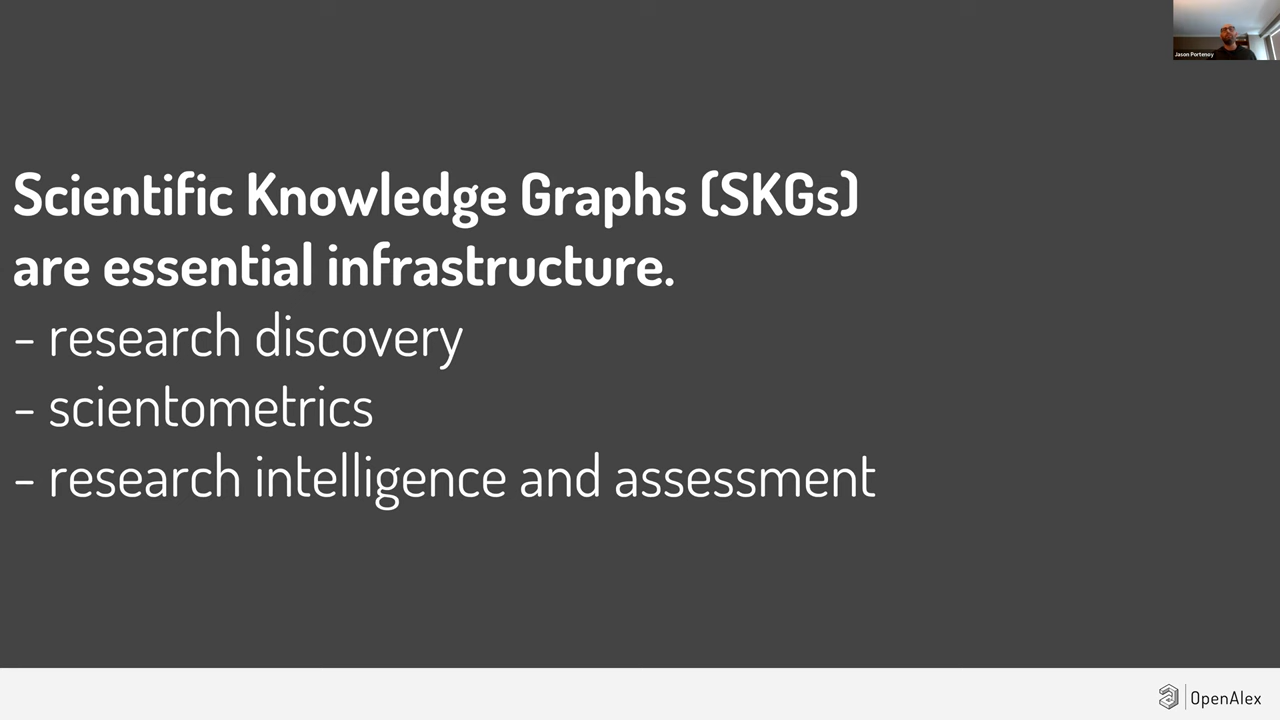 Jason Portenoy
Scientific Knowledge Graphs (SKGs)
are essential infrastructure.
- research discovery
- scientometrics
- research intelligence and assessment
OpenAlex